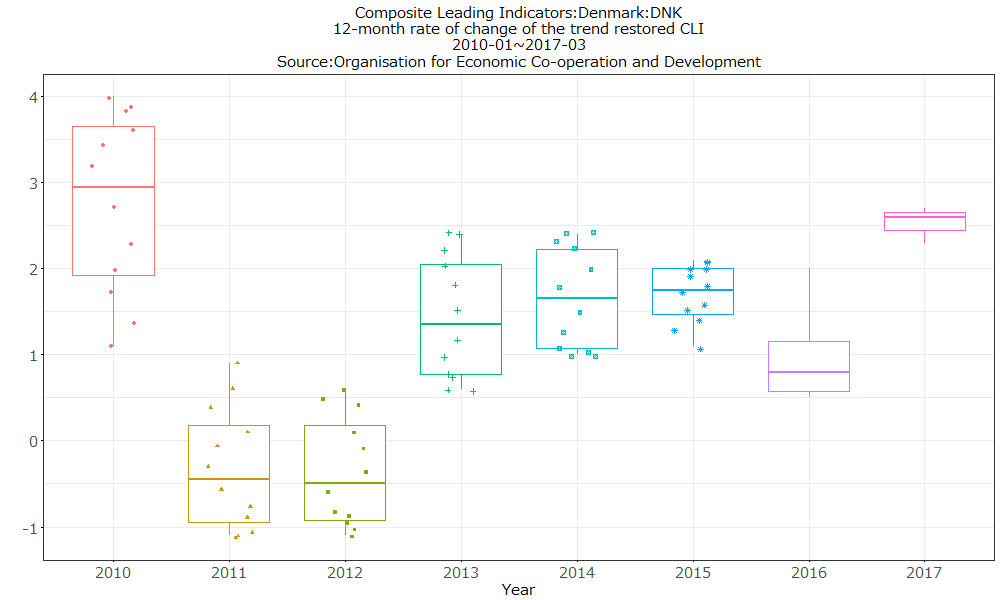 Composite Leading Indicators:Denmark:DNK
12-month rate of change of the trend restored CLI
2010-01~2017-03
Source:Organisation for Economic Co-operation and Development
4
3
2
1
0
-1
2010 2011 2012 2013 2014 2015 2016 2017
Year